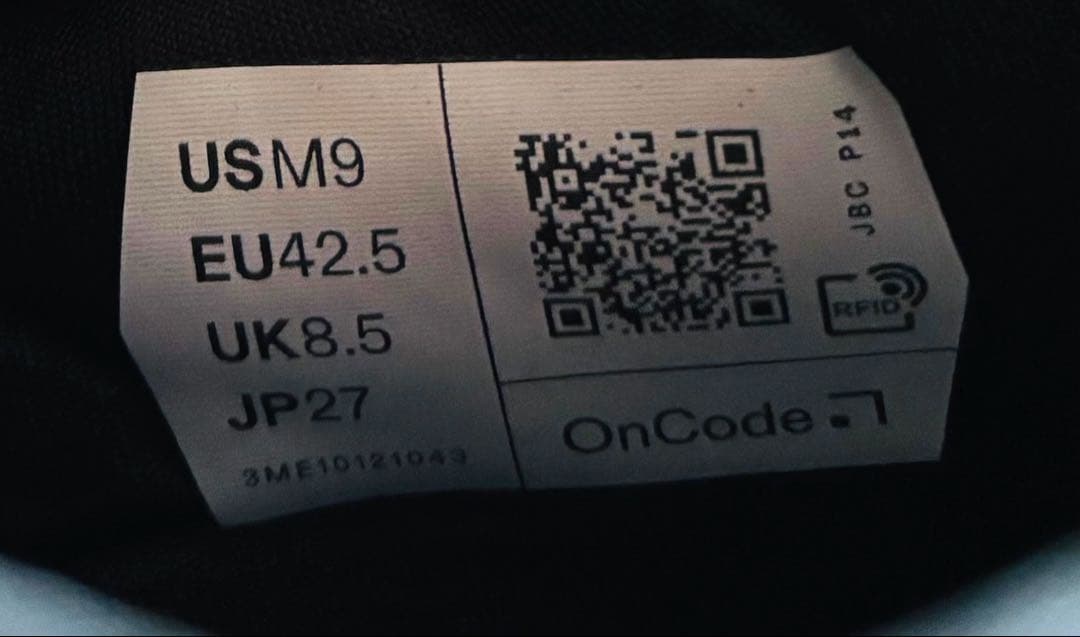 USM9
EU42.5
UK8.5
JP27
3ME10121043
JBC P14
RFID
OnCode